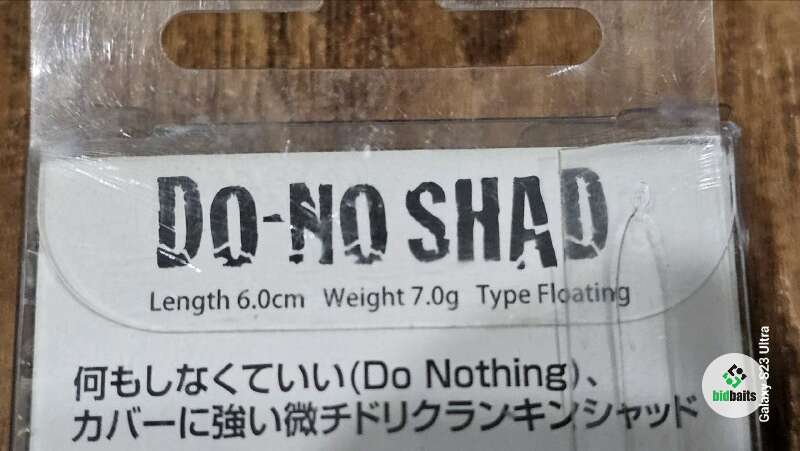 DO-NO SHAD
Length 6.0cm Weight 7.0g Type Floating
何もしなくていい(Do Nothing)、
カバーに強い微チドリクランキンシャッド
bidbaits
Galaxy S23 Ultra